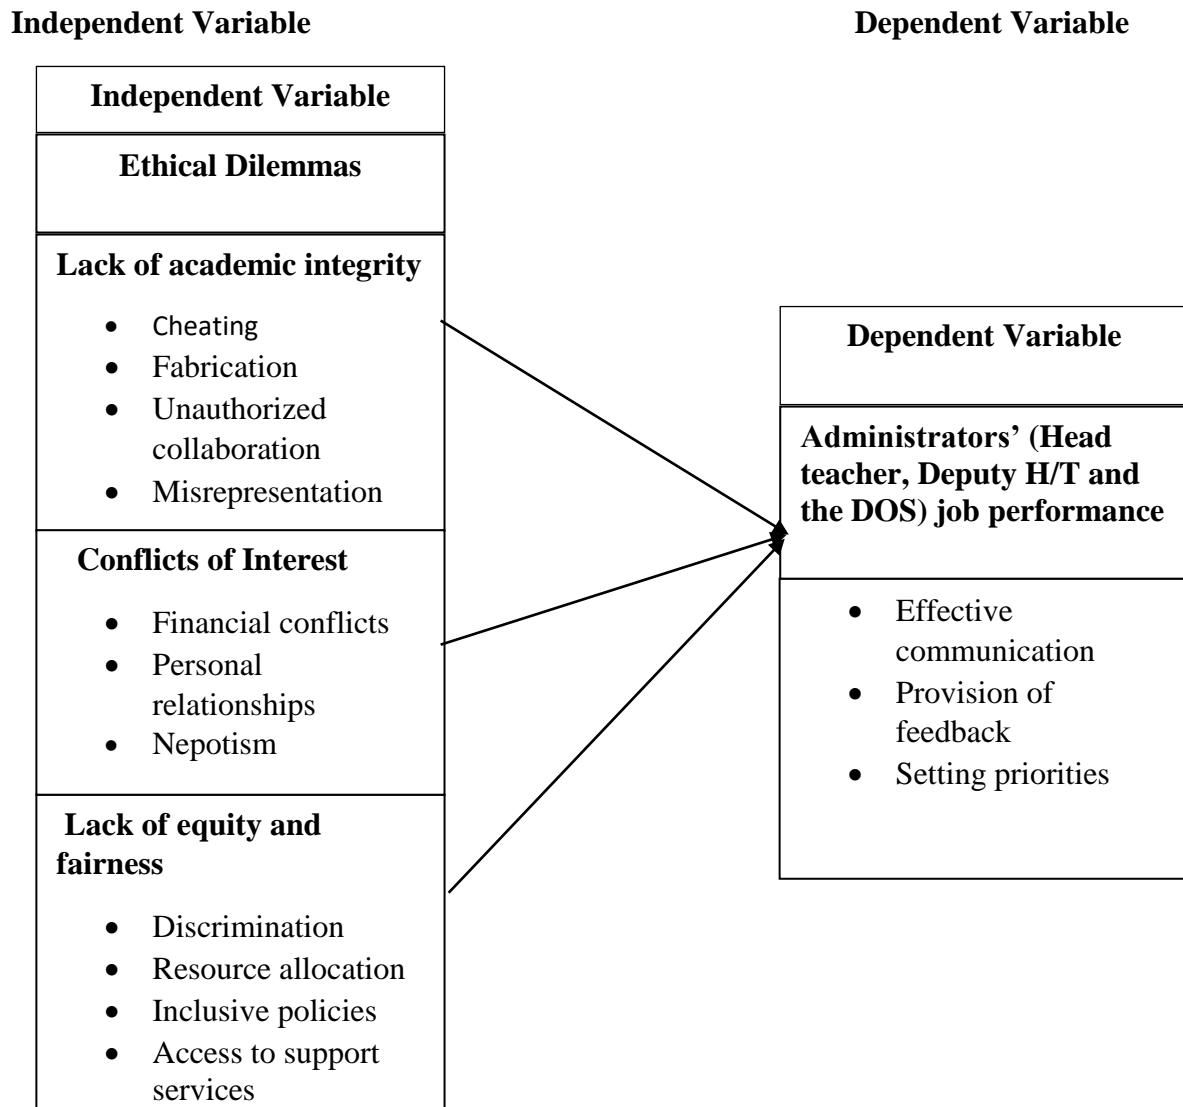 Independent Variable
Dependent Variable
Independent Variable
Ethical Dilemmas
Lack of academic integrity
• Cheating
• Fabrication
• Unauthorized
collaboration
• Misrepresentation
Conflicts of Interest
• Financial conflicts
• Personal
relationships
• Nepotism
Lack of equity and
fairness
• Discrimination
• Resource allocation
• Inclusive policies
• Access to support
services
Dependent Variable
Administrators’ (Head
teacher, Deputy H/T and
the DOS) job performance
• Effective
communication
• Provision of
feedback
• Setting priorities